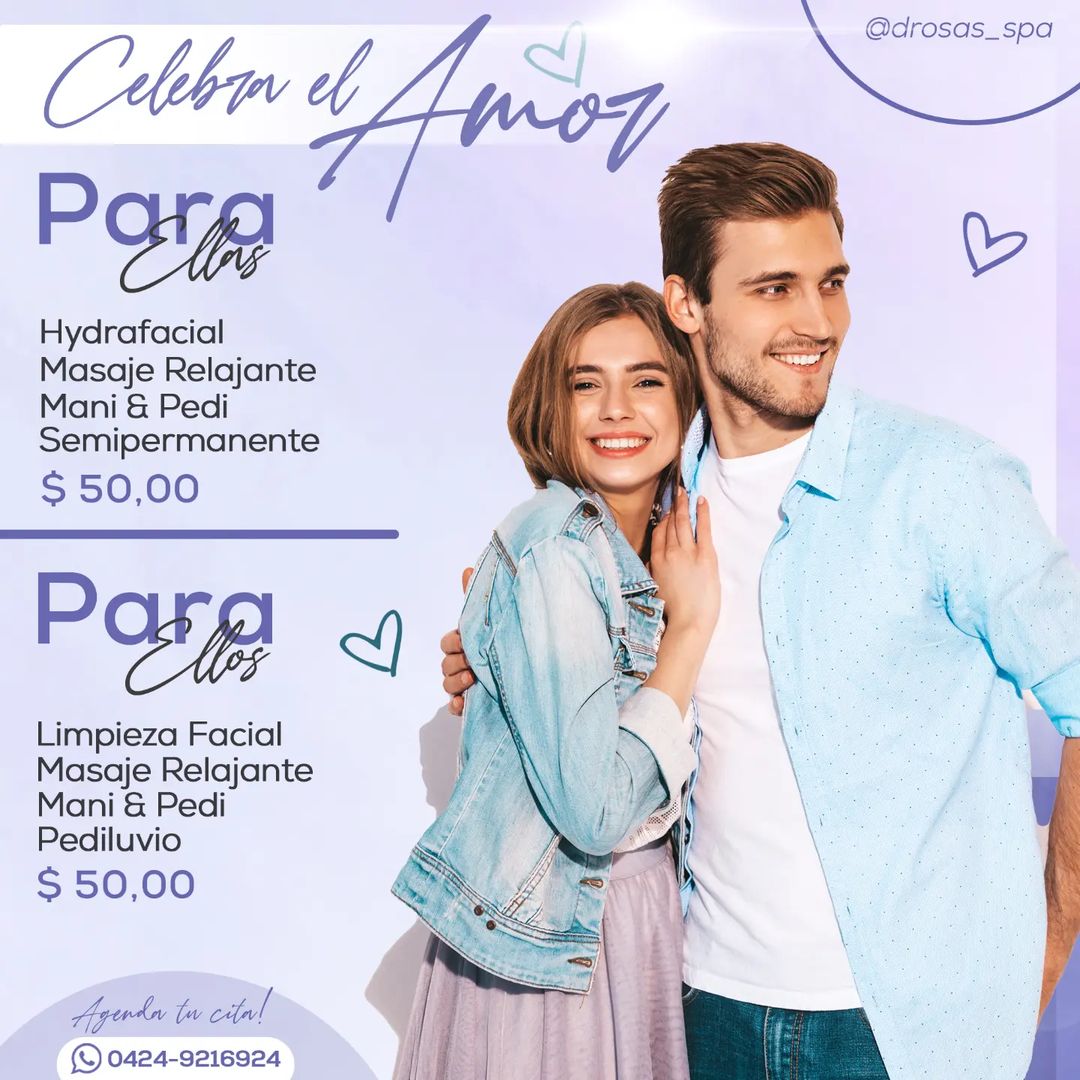 @drosas_spa
Celebra el Amor
Para
Ellas
Hydrafacial
Masaje Relajante
Mani & Pedi
Semipermanente
$ 50,00
Para
Ellos
Limpieza Facial
Masaje Relajante
Mani & Pedi
Pediluvio
$ 50,00
Agenda tu cita!
0424-9216924